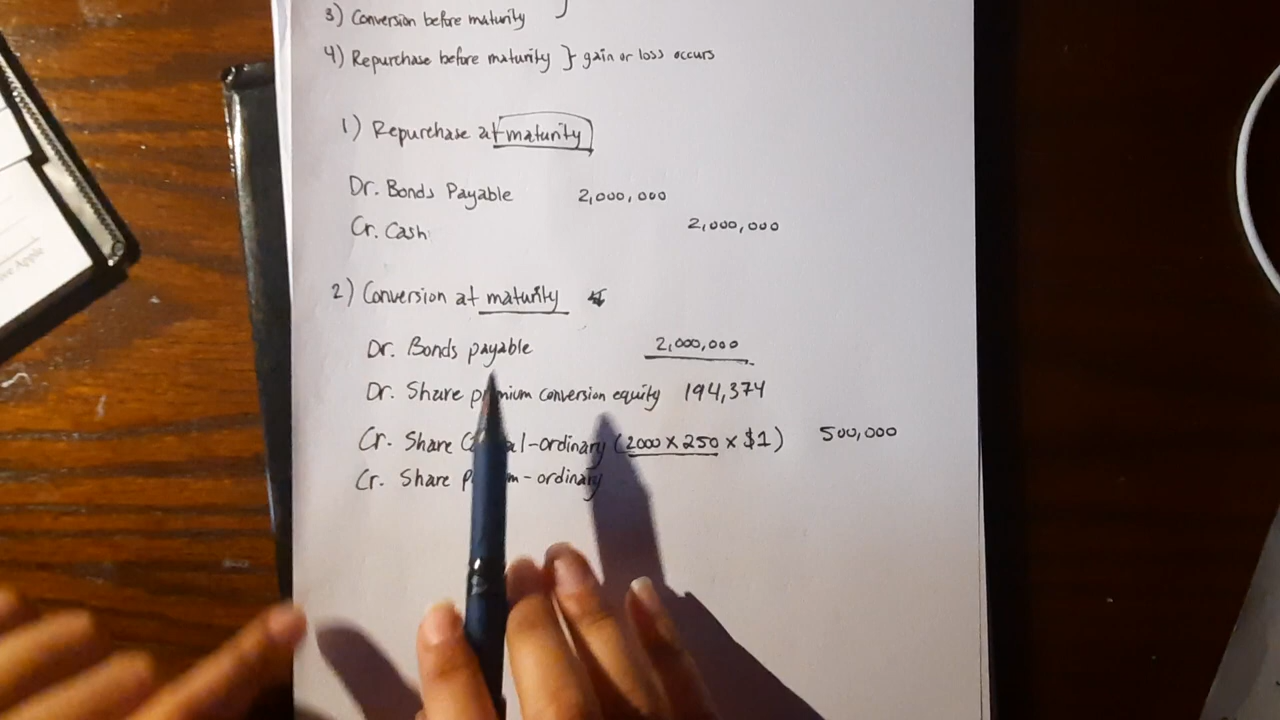 3) Conversion before maturity }
4) Repurchase before maturity } gain or loss occurs
1) Repurchase at maturity
Dr. Bonds Payable 2,000,000
Cr. Cash 2,000,000
2) Conversion at maturity
Dr. Bonds payable 2,000,000
Dr. Share premium conversion equity 194,374
Cr. Share -ordinary (2000 x 250 x $1) 500,000
Cr. Share - ordinary
Apple